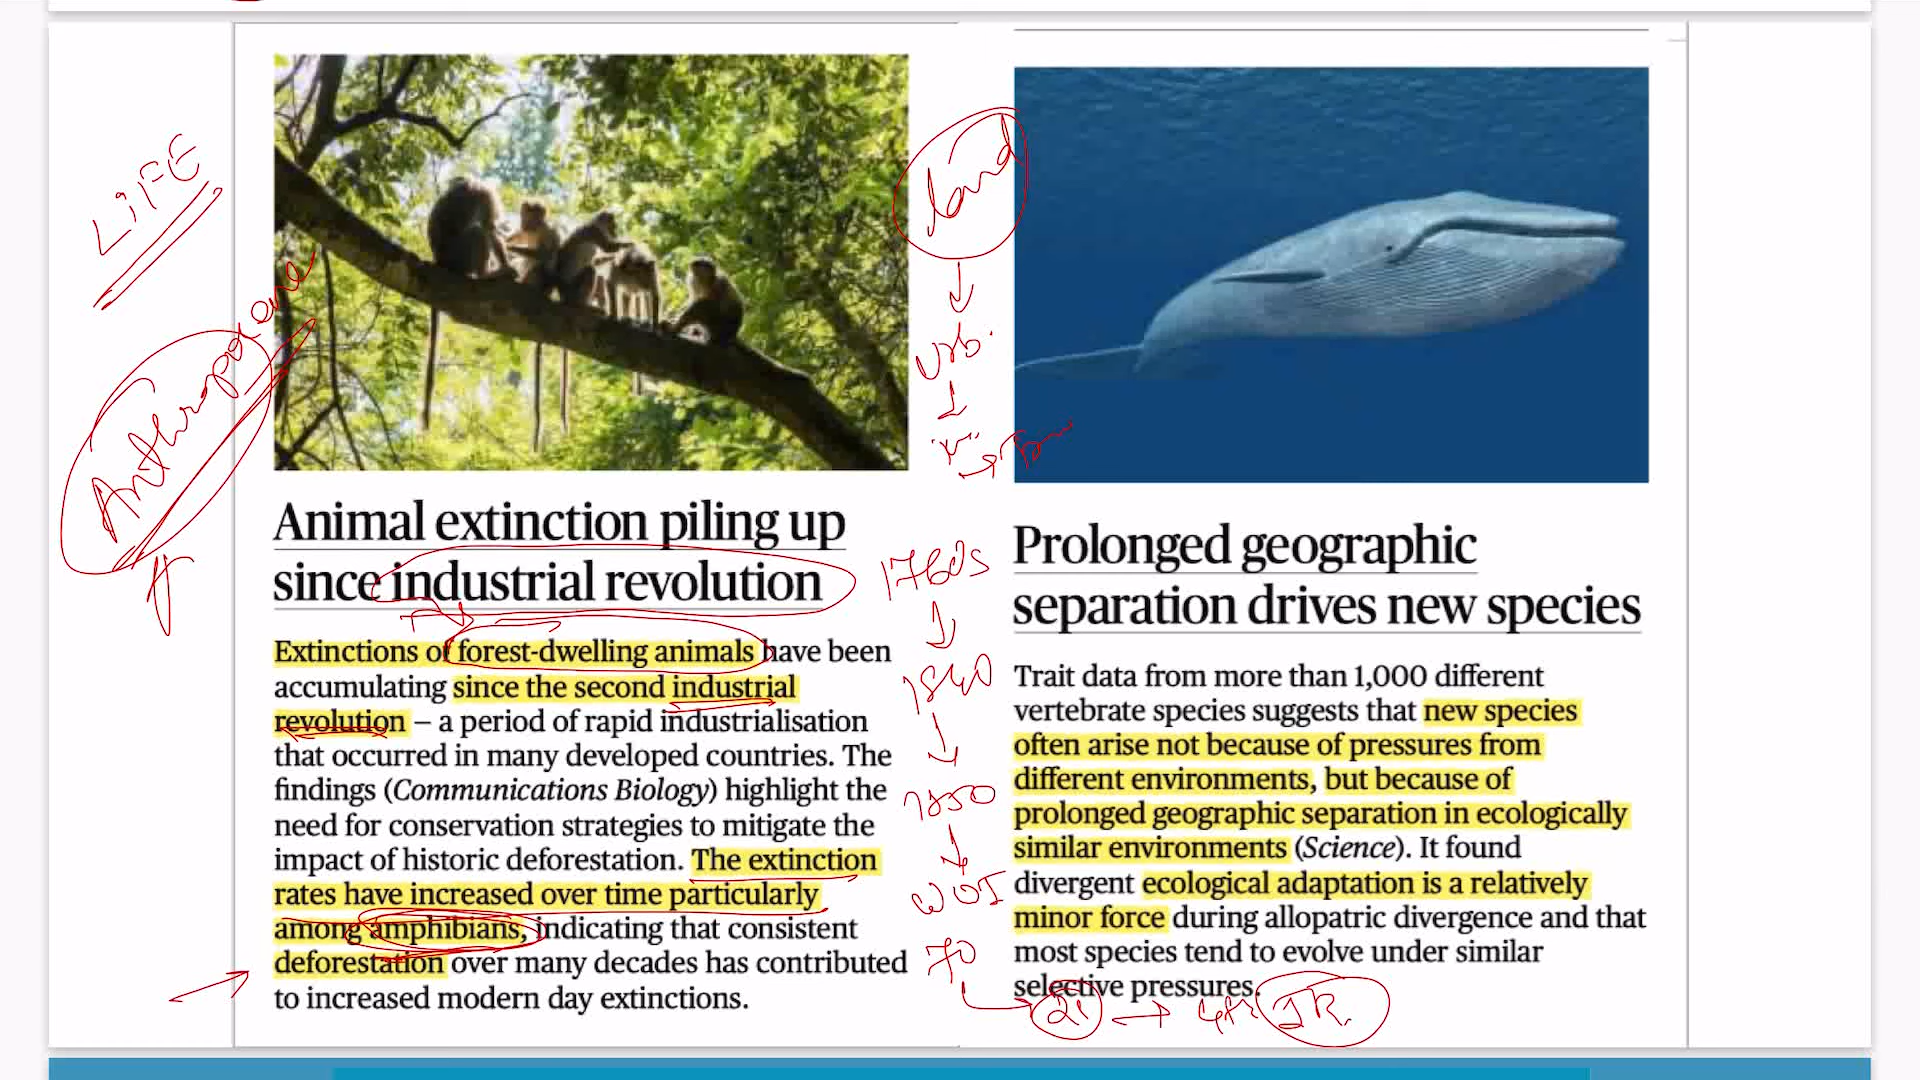 LIFE
Anthropocene
land
Urb.
Animal extinction piling up
since industrial revolution
Extinctions of forest-dwelling animals have been
accumulating since the second industrial
revolution – a period of rapid industrialisation
that occurred in many developed countries. The
findings (Communications Biology) highlight the
need for conservation strategies to mitigate the
impact of historic deforestation. The extinction
rates have increased over time particularly
among amphibians, indicating that consistent
deforestation over many decades has contributed
to increased modern day extinctions.
1760s
1840
1850
70
21
4th IR.
Prolonged geographic
separation drives new species
Trait data from more than 1,000 different
vertebrate species suggests that new species
often arise not because of pressures from
different environments, but because of
prolonged geographic separation in ecologically
similar environments (Science). It found
divergent ecological adaptation is a relatively
minor force during allopatric divergence and that
most species tend to evolve under similar
selective pressures.